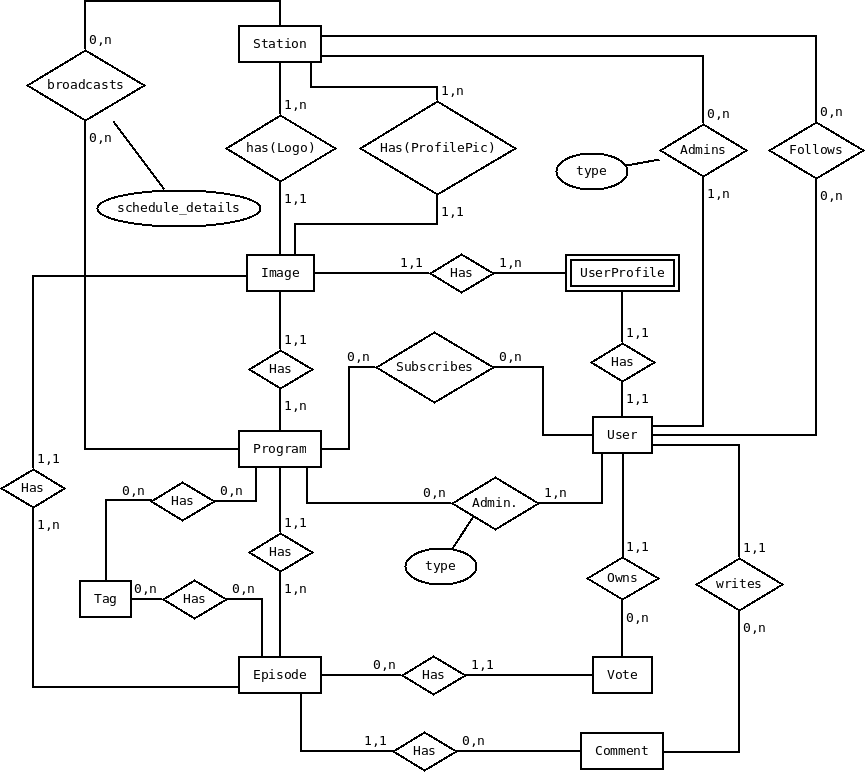 0,n
Station
broadcasts
1,n
1,n
0,n
0,n
0,n
has(Logo)
Has(ProfilePic)
Admins
Follows
type
1,1
1,1
1,n
0,n
schedule_details
1,1
1,n
Image
Has
UserProfile
1,1
1,1
Has
0,n
0,n
Subscribes
Has
1,n
1,1
Program
User
1,1
Has
1,n
0,n
0,n
Has
0,n
1,n
Admin.
1,1
Has
1,n
type
1,1
1,1
Owns
writes
0,n
0,n
Tag
0,n
0,n
Has
Episode
0,n
1,1
Has
Vote
1,1
0,n
Has
Comment